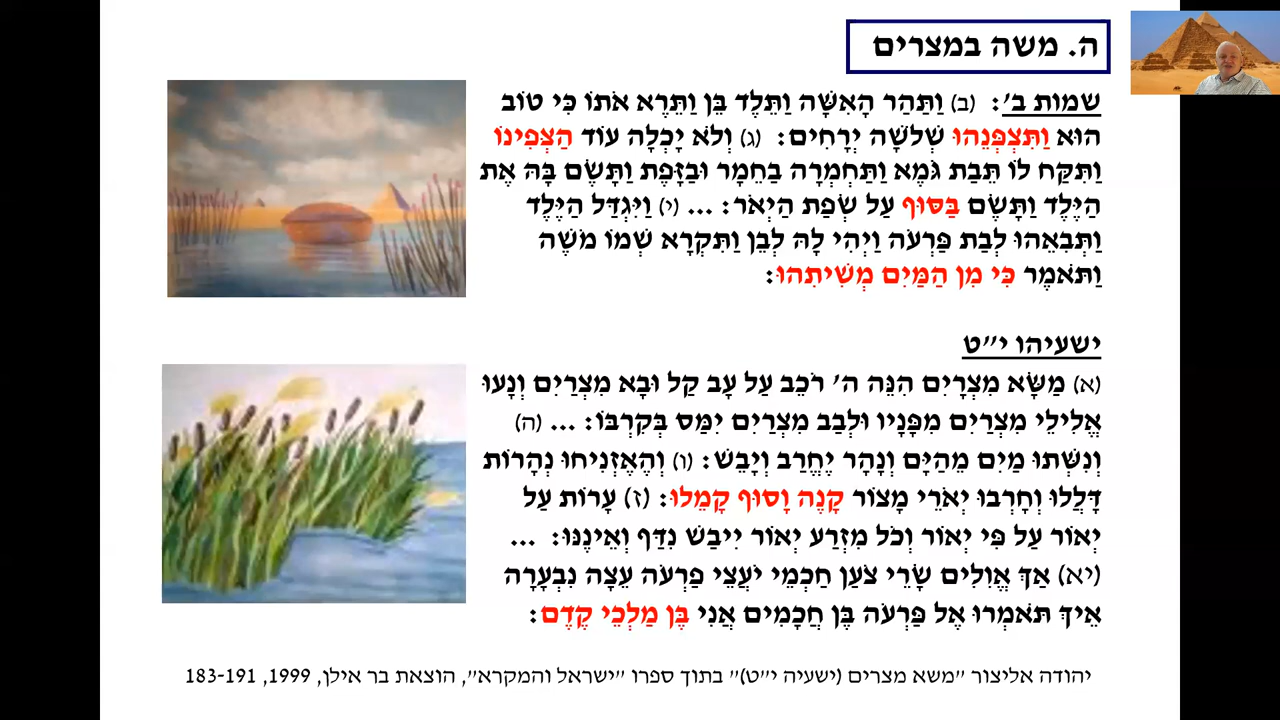 ה. משה במצרים
שמות ב': (ב) וַתַּהַר הָאִשָּׁה וַתֵּלֶד בֵּן וַתֵּרֶא אֹתוֹ כִּי טוֹב
הוּא וַתִּצְפְּנֵהוּ שְׁלֹשָׁה יְרָחִים: (ג) וְלֹא יָכְלָה עוֹד הַצְּפִינוֹ
וַתִּקַּח לוֹ תֵּבַת גֹּמֶא וַתַּחְמְרָה בַחֵמָר וּבַזָּפֶת וַתָּשֶׂם בָּהּ אֶת
הַיֶּלֶד וַתָּשֶׂם בַּסּוּף עַל שְׂפַת הַיְאֹר: ... (י) וַיִּגְדַּל הַיֶּלֶד
וַתְּבִאֵהוּ לְבַת פַּרְעֹה וַיְהִי לָהּ לְבֵן וַתִּקְרָא שְׁמוֹ מֹשֶׁה
וַתֹּאמֶר כִּי מִן הַמַּיִם מְשִׁיתִהוּ:
ישעיהו י"ט
(א) מַשָּׂא מִצְרָיִם הִנֵּה ה' רֹכֵב עַל עָב קַל וּבָא מִצְרַיִם וְנָעוּ
אֱלִילֵי מִצְרַיִם מִפָּנָיו וּלְבַב מִצְרַיִם יִמַּס בְּקִרְבּוֹ: ... (ה)
וְנִשְּׁתוּ מַיִם מֵהַיָּם וְנָהָר יֶחֱרַב וְיָבֵשׁ: (ו) וְהֶאֶזְנִיחוּ נְהָרוֹת
דָּלֲלוּ וְחָרְבוּ יְאֹרֵי מָצוֹר קָנֶה וָסוּף קָמֵלוּ: (ז) עָרוֹת עַל
יְאוֹר עַל פִּי יְאוֹר וְכֹל מִזְרַע יְאוֹר יִיבַשׁ נִדַּף וְאֵינֶנּוּ: ...
(יא) אַךְ אֱוִלִים שָׂרֵי צֹעַן חַכְמֵי יֹעֲצֵי פַרְעֹה עֵצָה נִבְעָרָה
אֵיךְ תֹּאמְרוּ אֶל פַּרְעֹה בֶּן חֲכָמִים אֲנִי בֶּן מַלְכֵי קֶדֶם:
יהודה אליצור "משא מצרים (ישעיה י"ט)" בתוך ספרו "ישראל והמקרא", הוצאת בר אילן, 1999, 183-191